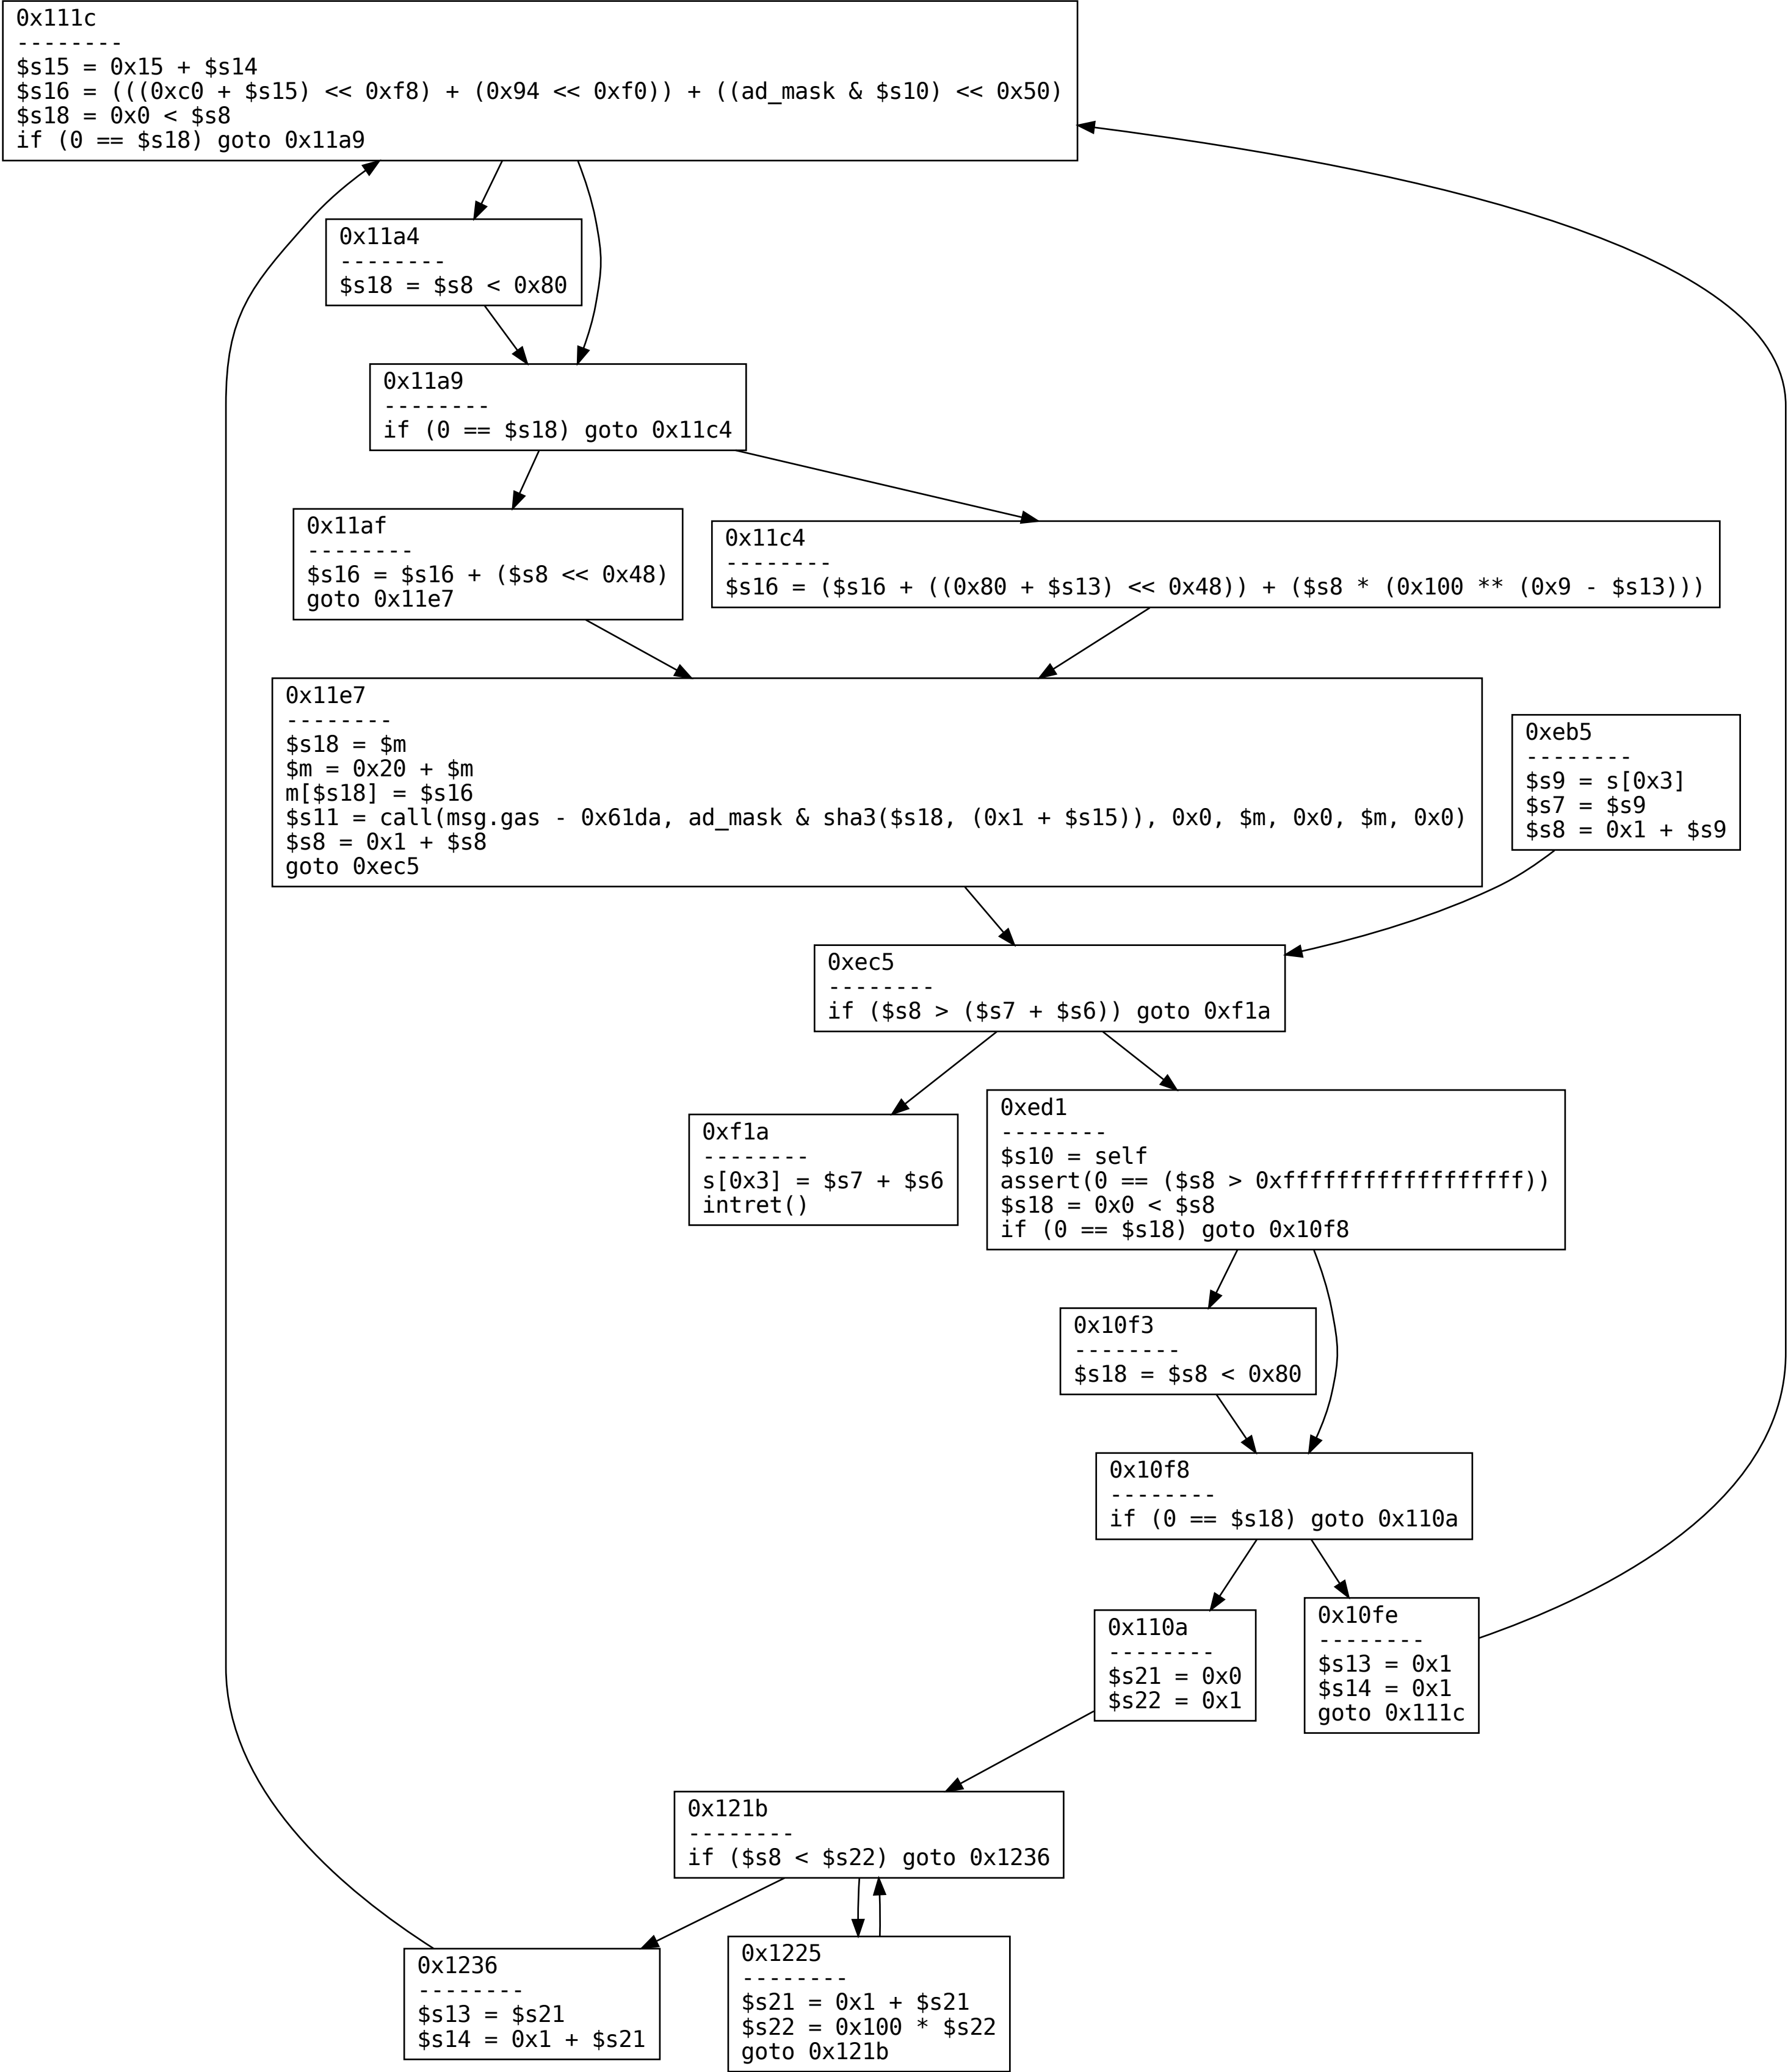 0x111c
--------
$s15 = 0x15 + $s14
$s16 = (((0xc0 + $s15) << 0xf8) + (0x94 << 0xf0)) + ((ad_mask & $s10) << 0x50)
$s18 = 0x0 < $s8
if (0 == $s18) goto 0x11a9
0x11a4
--------
$s18 = $s8 < 0x80
0x11a9
--------
if (0 == $s18) goto 0x11c4
0x11af
--------
$s16 = $s16 + ($s8 << 0x48)
goto 0x11e7
0x11c4
--------
$s16 = ($s16 + ((0x80 + $s13) << 0x48)) + ($s8 * (0x100 ** (0x9 - $s13)))
0x11e7
--------
$s18 = $m
$m = 0x20 + $m
m[$s18] = $s16
$s11 = call(msg.gas - 0x61da, ad_mask & sha3($s18, (0x1 + $s15)), 0x0, $m, 0x0, $m, 0x0)
$s8 = 0x1 + $s8
goto 0xec5
0xeb5
--------
$s9 = s[0x3]
$s7 = $s9
$s8 = 0x1 + $s9
0xec5
--------
if ($s8 > ($s7 + $s6)) goto 0xf1a
0xf1a
--------
s[0x3] = $s7 + $s6
intret()
0xed1
--------
$s10 = self
assert(0 == ($s8 > 0xffffffffffffffffff))
$s18 = 0x0 < $s8
if (0 == $s18) goto 0x10f8
0x10f3
--------
$s18 = $s8 < 0x80
0x10f8
--------
if (0 == $s18) goto 0x110a
0x110a
--------
$s21 = 0x0
$s22 = 0x1
0x10fe
--------
$s13 = 0x1
$s14 = 0x1
goto 0x111c
0x121b
--------
if ($s8 < $s22) goto 0x1236
0x1236
--------
$s13 = $s21
$s14 = 0x1 + $s21
0x1225
--------
$s21 = 0x1 + $s21
$s22 = 0x100 * $s22
goto 0x121b